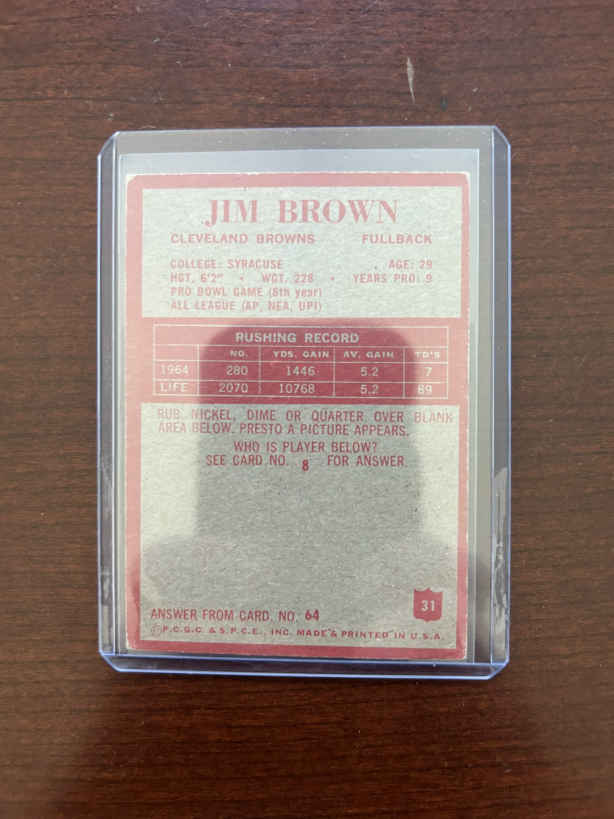 JIM BROWN
CLEVELAND BROWNS FULLBACK
COLLEGE: SYRACUSE AGE: 29
HGT. 6'2" • WGT. 228 • YEARS PRO: 9
PRO BOWL GAME (8th year)
ALL LEAGUE (AP, NEA, UPI)
RUSHING RECORD
NO. YDS. GAIN AV. GAIN TD'S
1964 280 1446 5.2 7
LIFE 2070 10768 5.2 89
RUB NICKEL, DIME OR QUARTER OVER BLANK
AREA BELOW. PRESTO A PICTURE APPEARS.
WHO IS PLAYER BELOW?
SEE CARD NO. 8 FOR ANSWER
ANSWER FROM CARD. NO. 64
31
© P.C.G.C. & S.P.C.E., INC. MADE & PRINTED IN U.S.A.